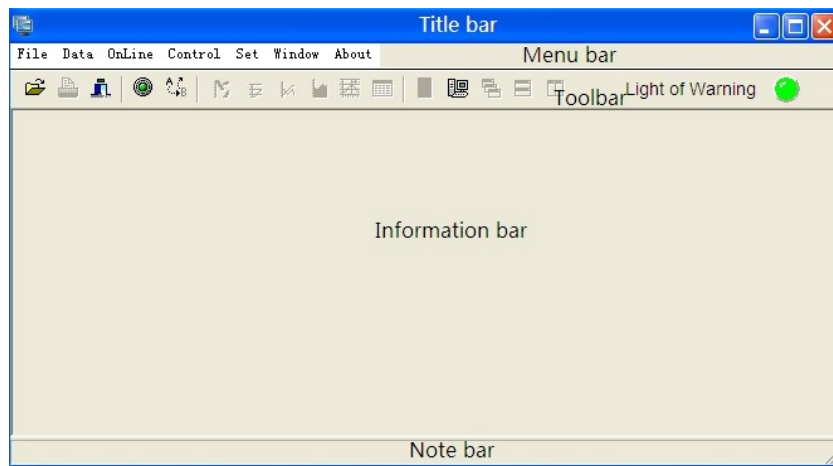 Title bar
File Data OnLine Control Set Window About Menu bar
Toolbar Light of Warning
Information bar
Note bar